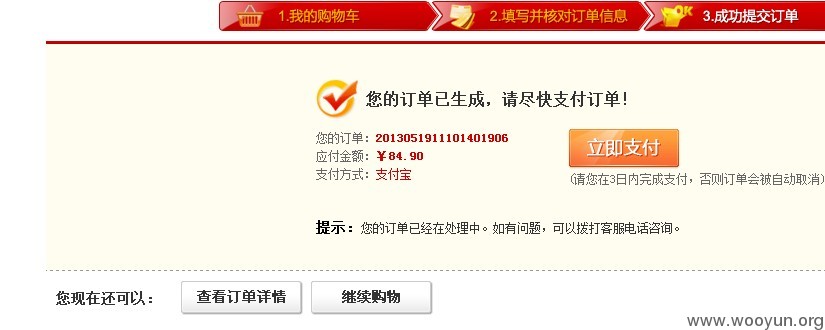 1.我的购物车 2.填写并核对订单信息 OK 3.成功提交订单
您的订单已生成，请尽快支付订单！
您的订单：2013051911101401906
应付金额：￥84.90
支付方式：支付宝
立即支付
(请您在3日内完成支付，否则订单会被自动取消)
提示：您的订单已经在处理中。如有问题，可以拨打客服电话咨询。
您现在还可以： 查看订单详情 继续购物
www.wooyun.org